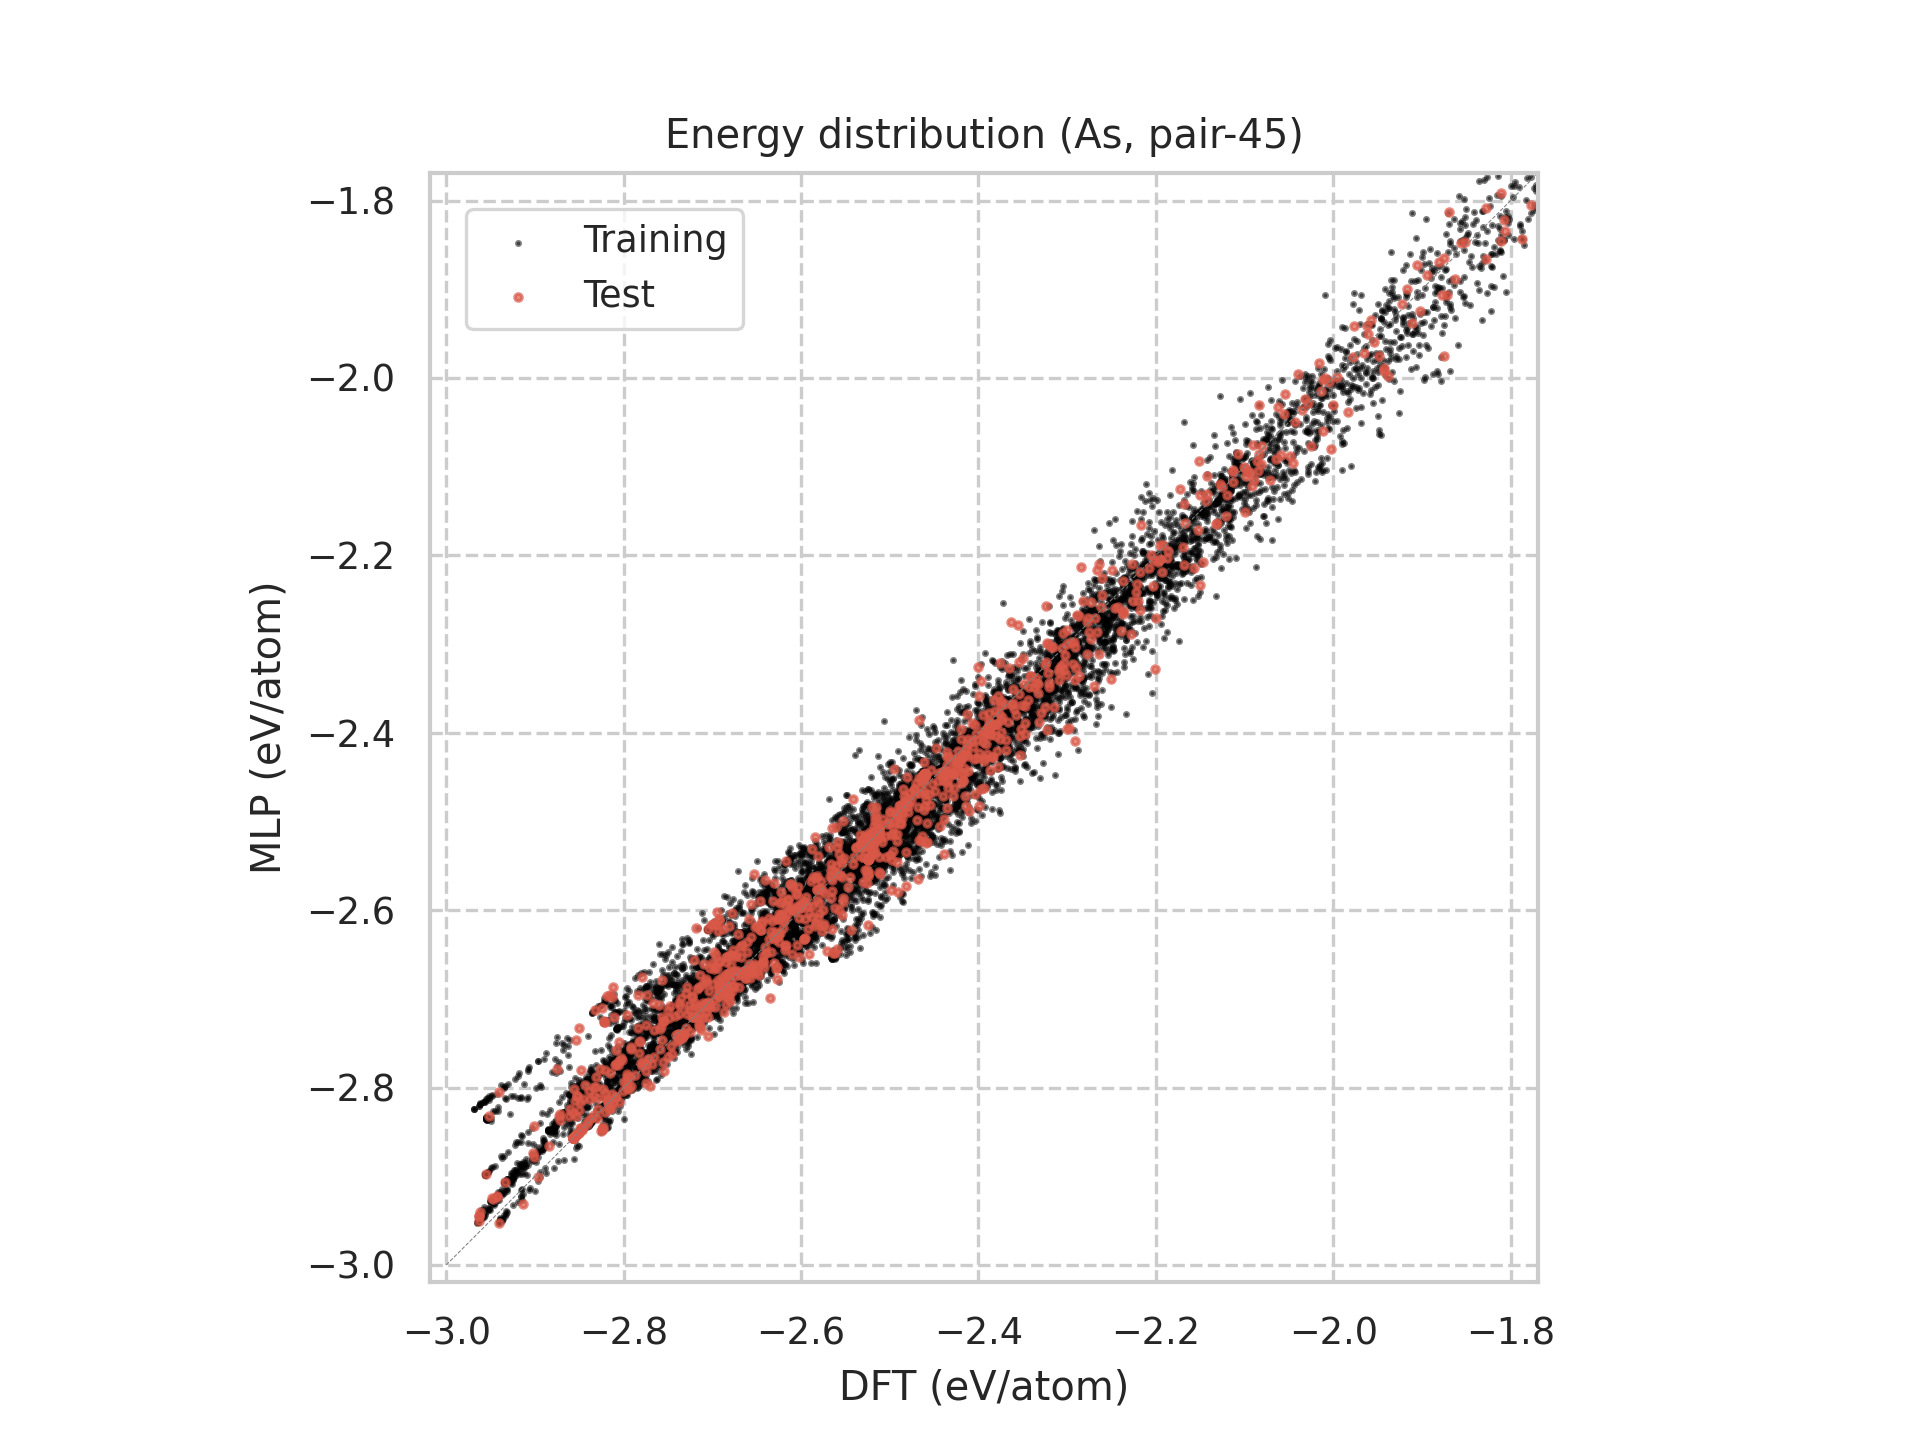 Energy distribution (As, pair-45)
Training
Test
MLP (eV/atom)
−1.8
−2.0
−2.2
−2.4
−2.6
−2.8
−3.0
−3.0 −2.8 −2.6 −2.4 −2.2 −2.0 −1.8
DFT (eV/atom)